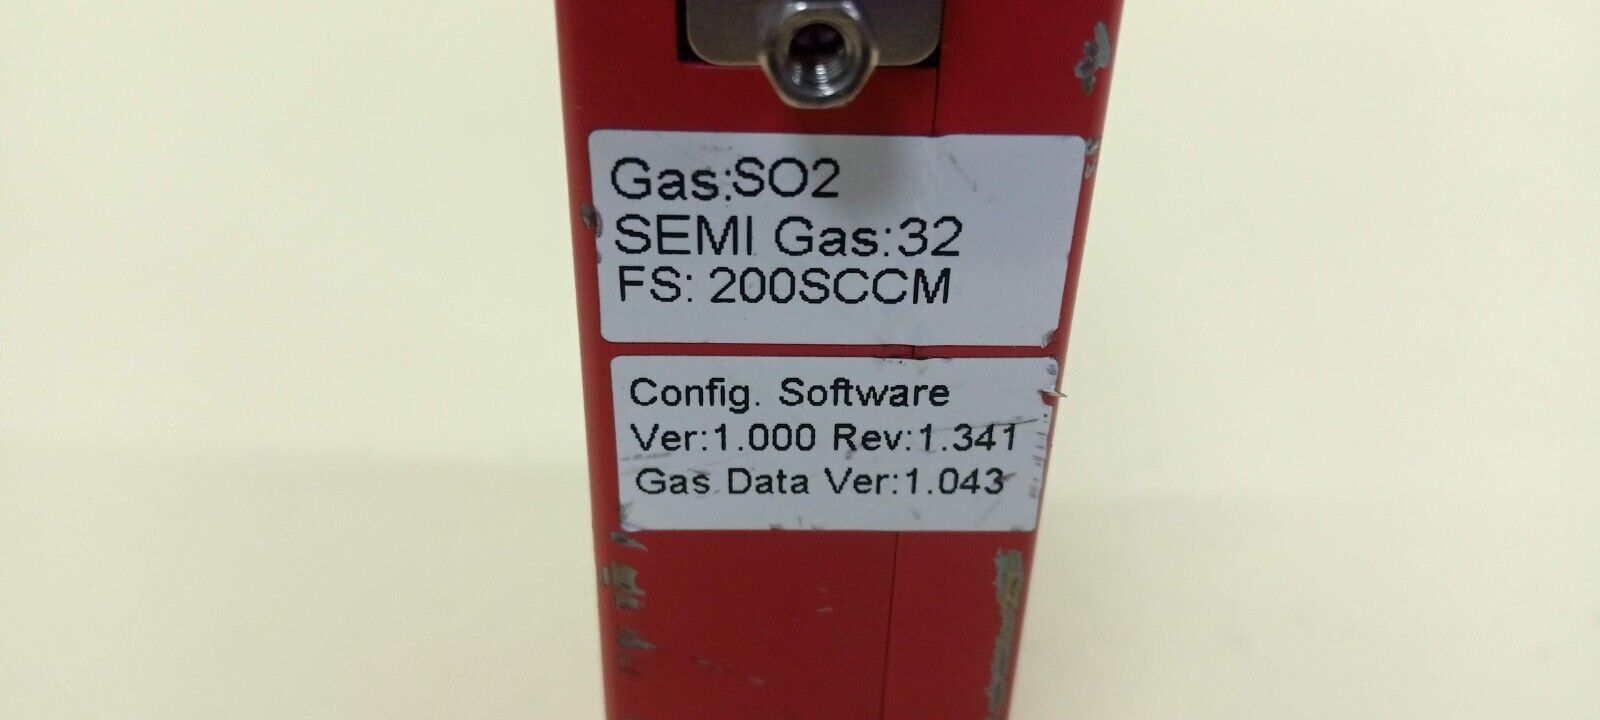 Gas:SO2
SEMI Gas:32
FS: 200SCCM
Config. Software
Ver:1.000 Rev:1.341
Gas Data Ver:1.043